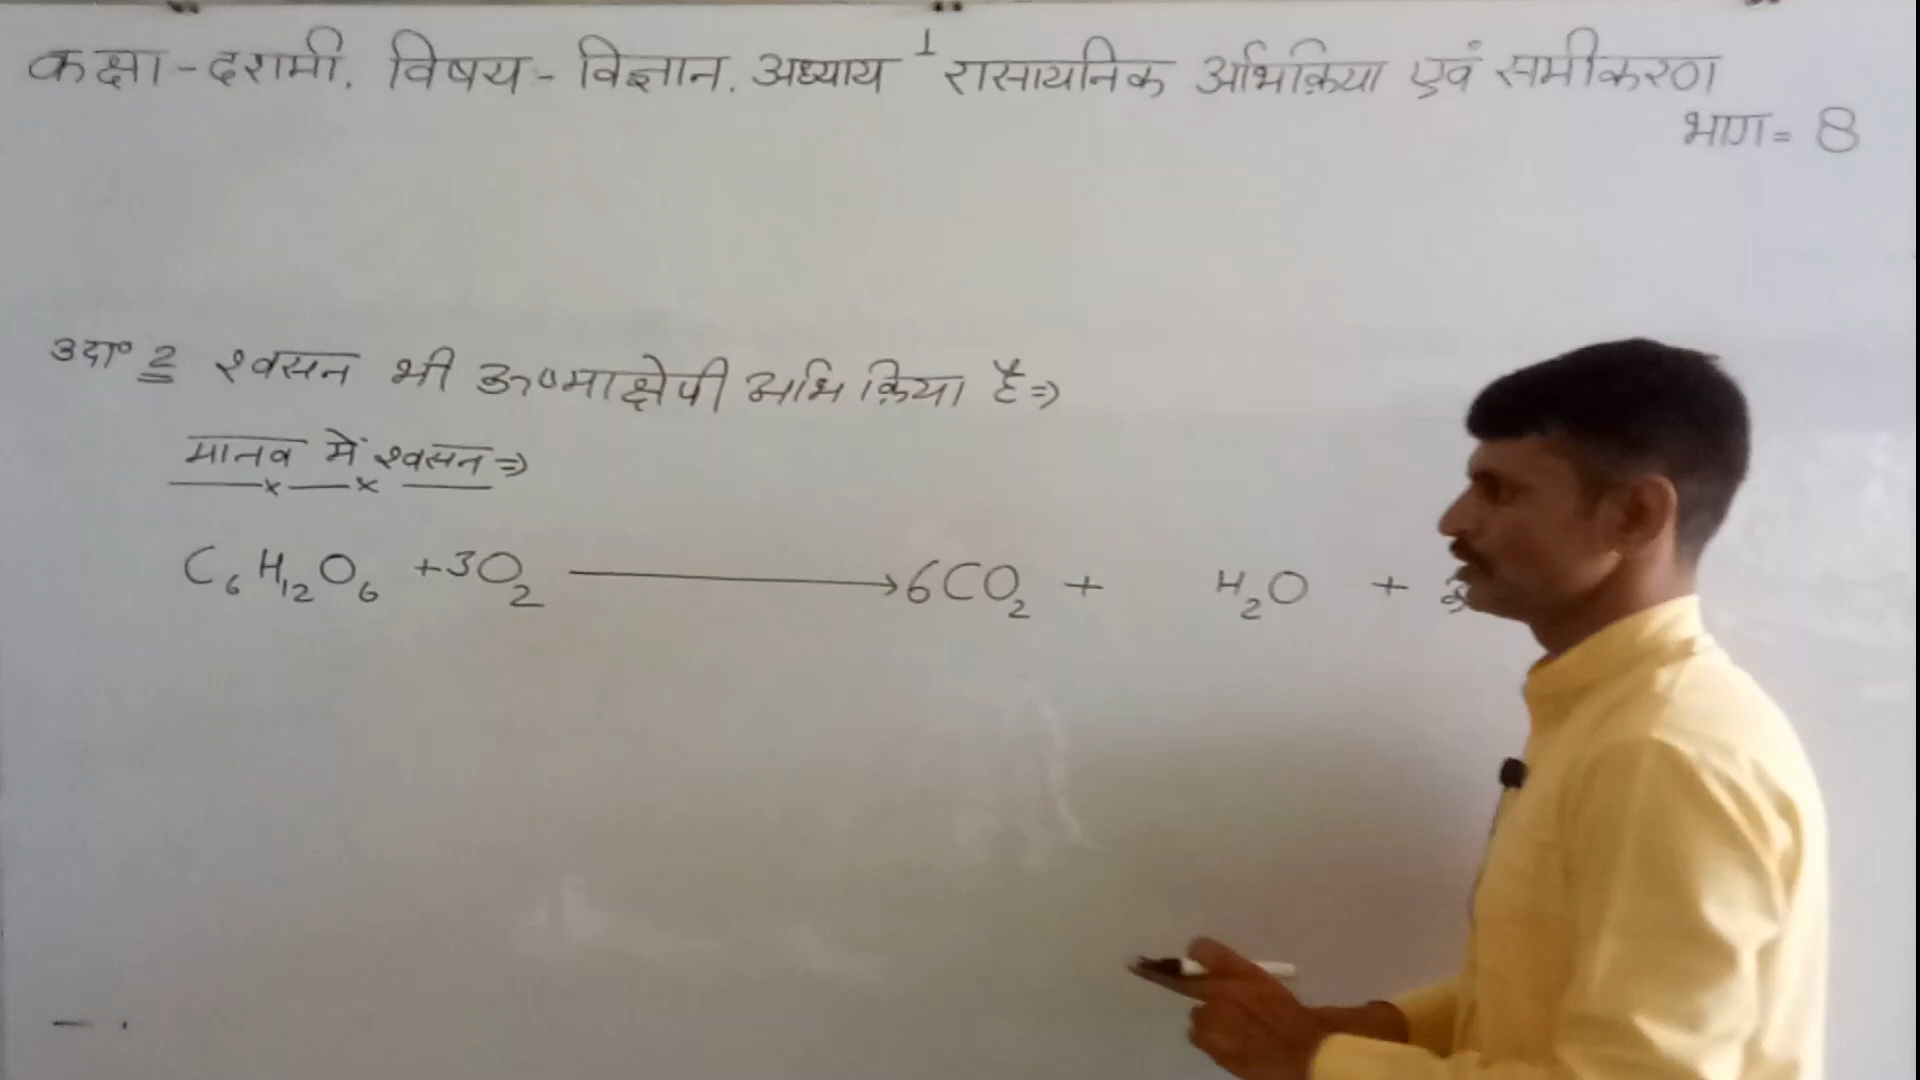 कक्षा - दशमी. विषय - विज्ञान. अध्याय 1 रासायनिक अभिक्रिया एवं समीकरण
भाग = 8
उदा० 2 श्वसन भी ऊष्माक्षेपी अभिक्रिया है ⇒
मानव में श्वसन ⇒
C₆H₁₂O₆ + 3O₂ ⟶ 6CO₂ + H₂O +